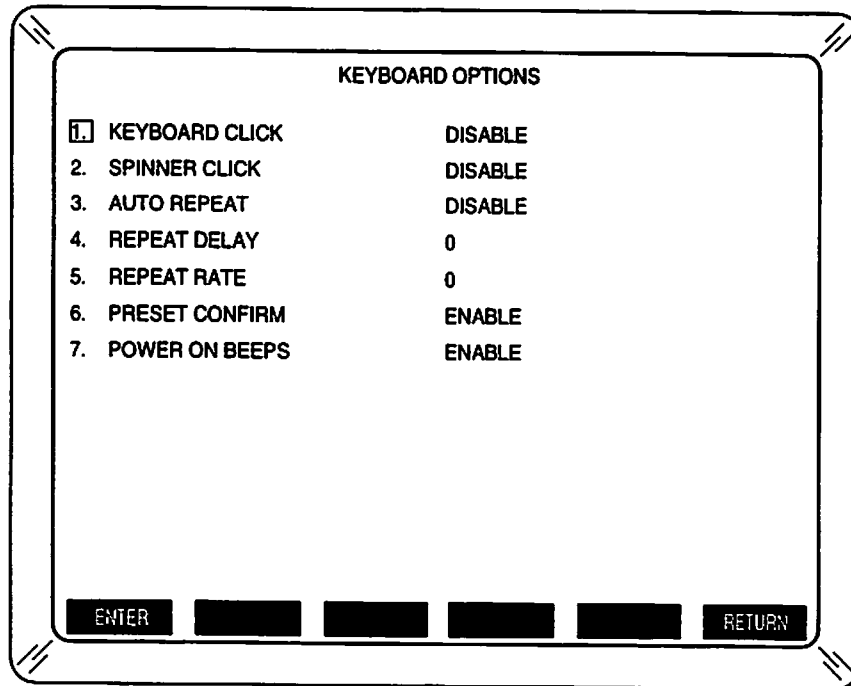 KEYBOARD OPTIONS
1. KEYBOARD CLICK DISABLE
2. SPINNER CLICK DISABLE
3. AUTO REPEAT DISABLE
4. REPEAT DELAY 0
5. REPEAT RATE 0
6. PRESET CONFIRM ENABLE
7. POWER ON BEEPS ENABLE
ENTER RETURN